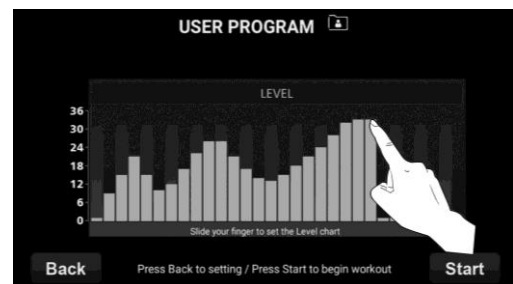 USER PROGRAM
LEVEL
36
30
24
18
12
6
0
Slide your finger to set the Level chart
Back
Press Back to setting / Press Start to begin workout
Start